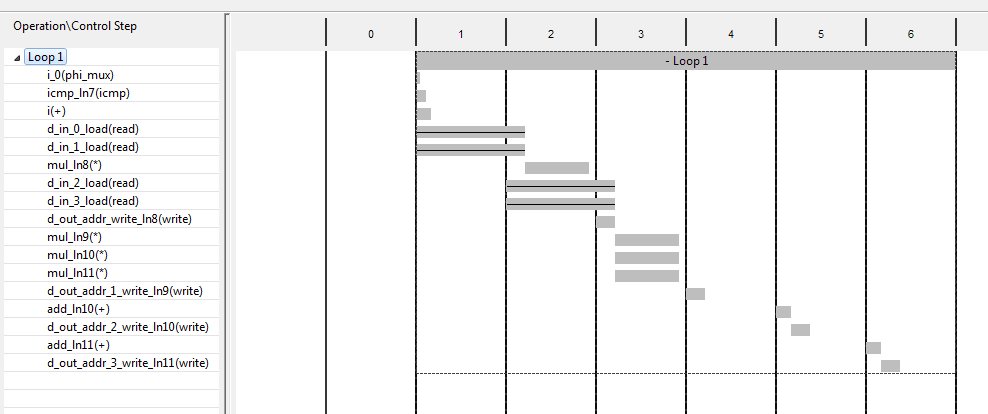 Operation\Control Step
0 1 2 3 4 5 6
Loop 1
- Loop 1
i_0(phi_mux)
icmp_ln7(icmp)
i(+)
d_in_0_load(read)
d_in_1_load(read)
mul_ln8(*)
d_in_2_load(read)
d_in_3_load(read)
d_out_addr_write_ln8(write)
mul_ln9(*)
mul_ln10(*)
mul_ln11(*)
d_out_addr_1_write_ln9(write)
add_ln10(+)
d_out_addr_2_write_ln10(write)
add_ln11(+)
d_out_addr_3_write_ln11(write)